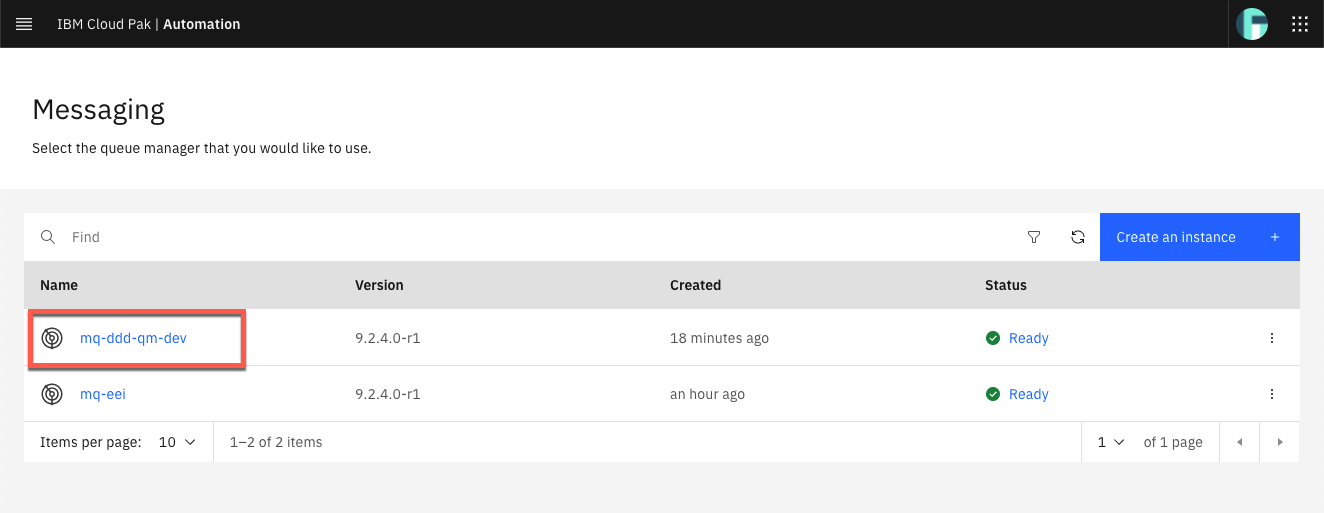 IBM Cloud Pak | Automation
Messaging
Select the queue manager that you would like to use.
Find
Create an instance +
Name Version Created Status
mq-ddd-qm-dev 9.2.4.0-r1 18 minutes ago Ready
mq-eei 9.2.4.0-r1 an hour ago Ready
Items per page: 10 1–2 of 2 items 1 of 1 page